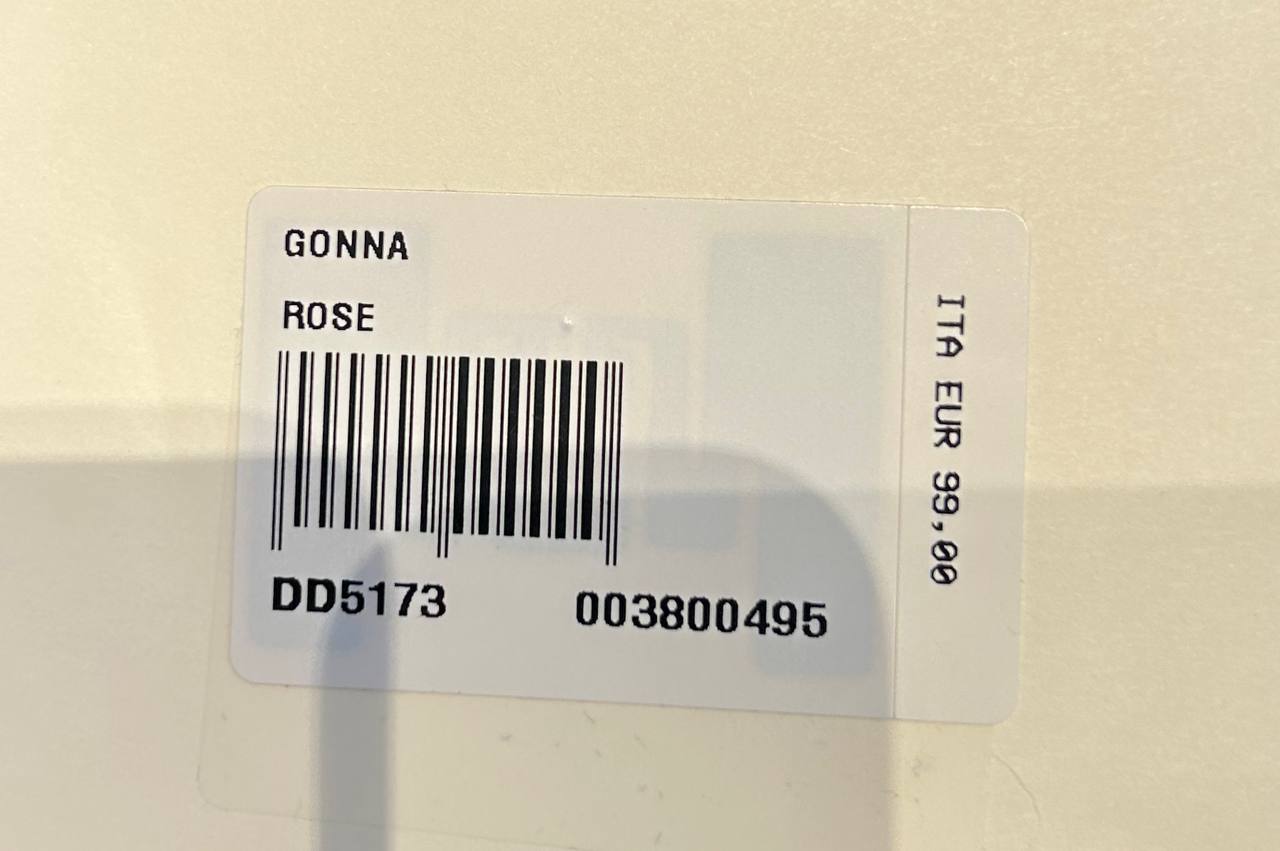 GONNA
ROSE
DD5173 003800495
ITA EUR 99,00